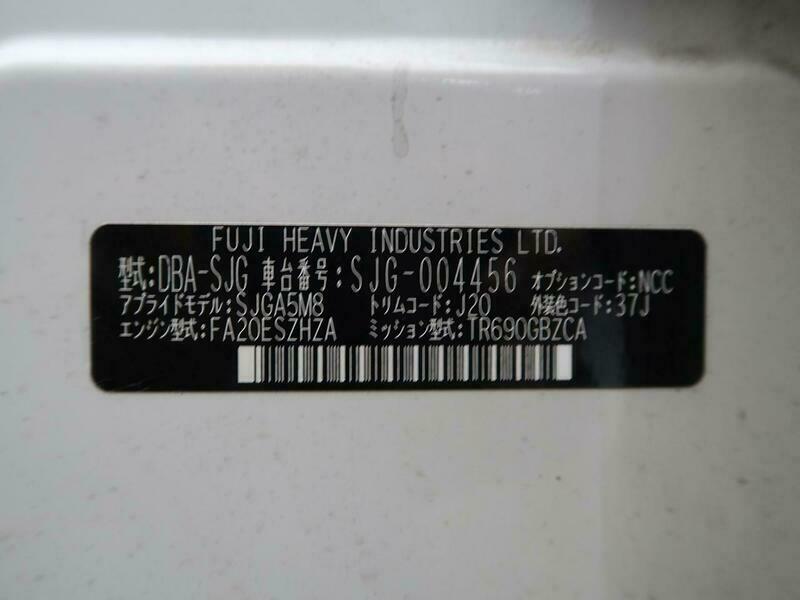 FUJI HEAVY INDUSTRIES LTD.
型式:DBA-SJG 車台番号:SJG-004456 オプションコード:NCC
アプライドモデル:SJGA5M8 トリムコード:J20 外装色コード:37J
エンジン型式:FA20ESZHZA ミッション型式:TR690GBZCA